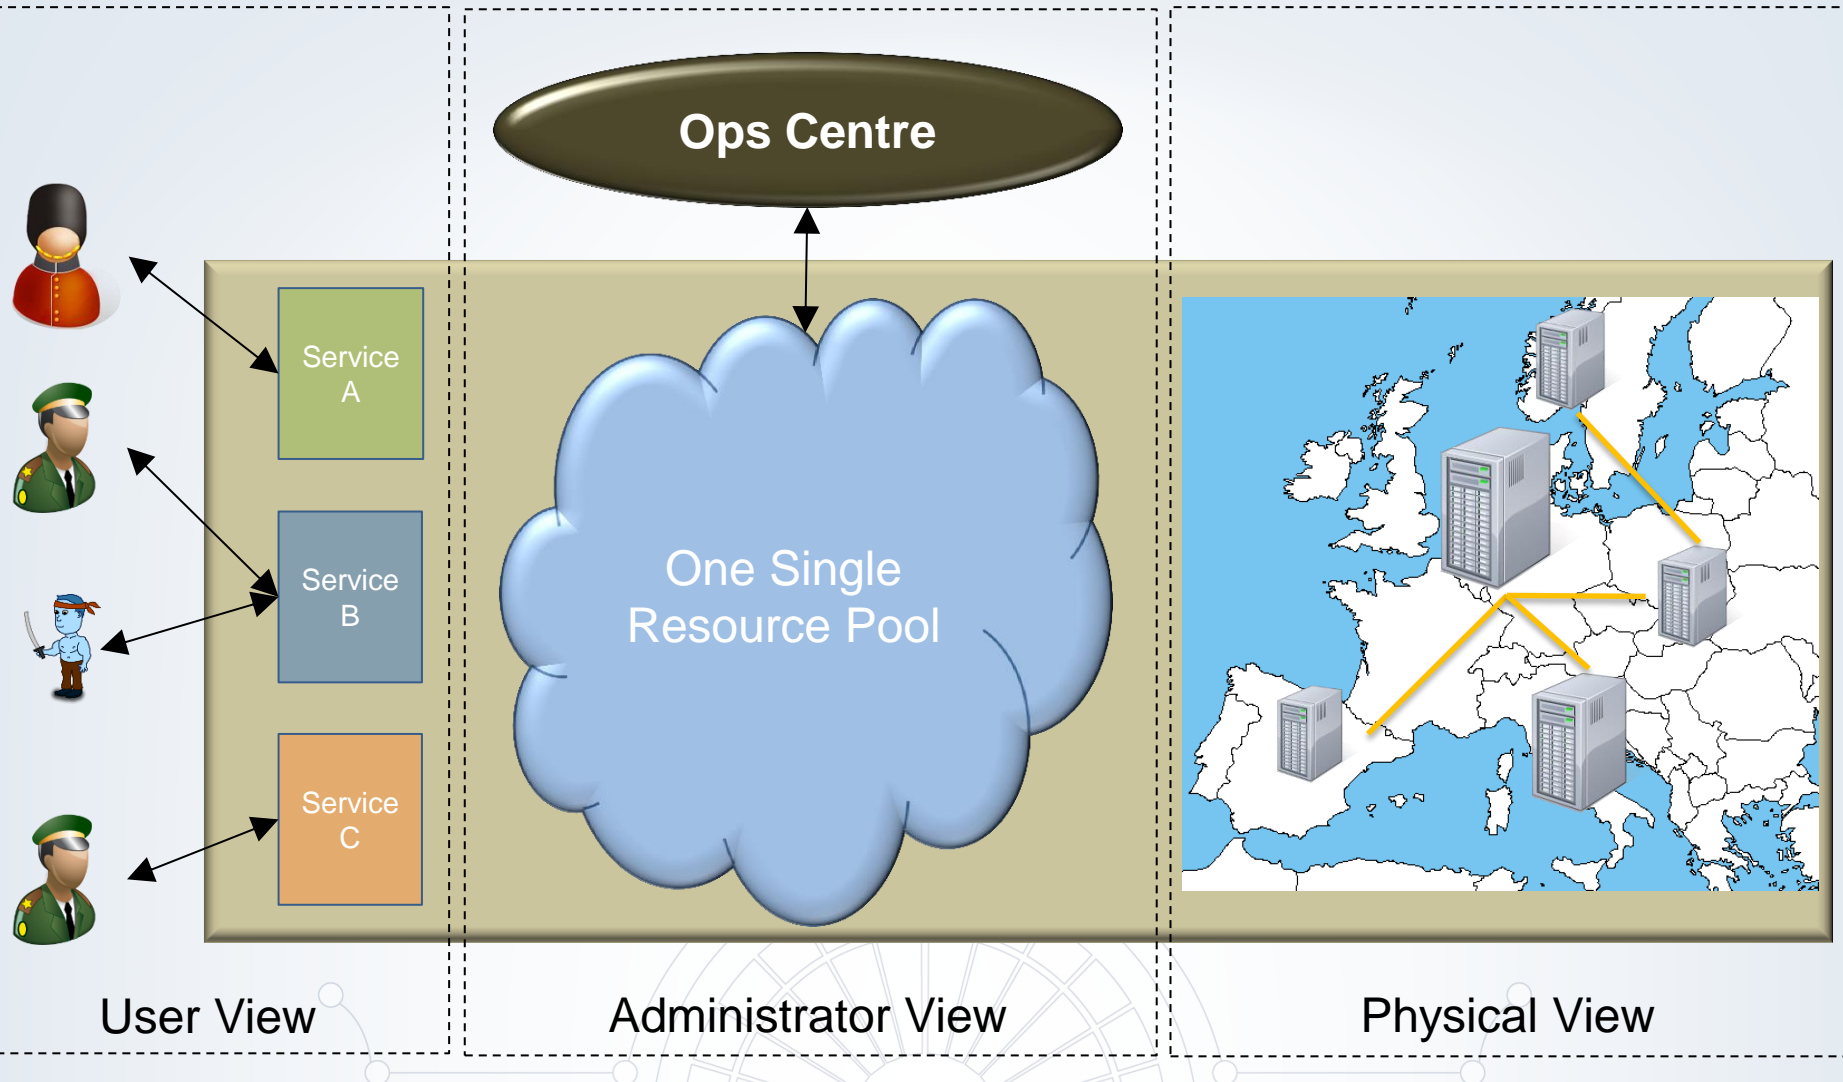 Ops Centre
Service
A
Service
B
Service
C
One Single
Resource Pool
User View
Administrator View
Physical View